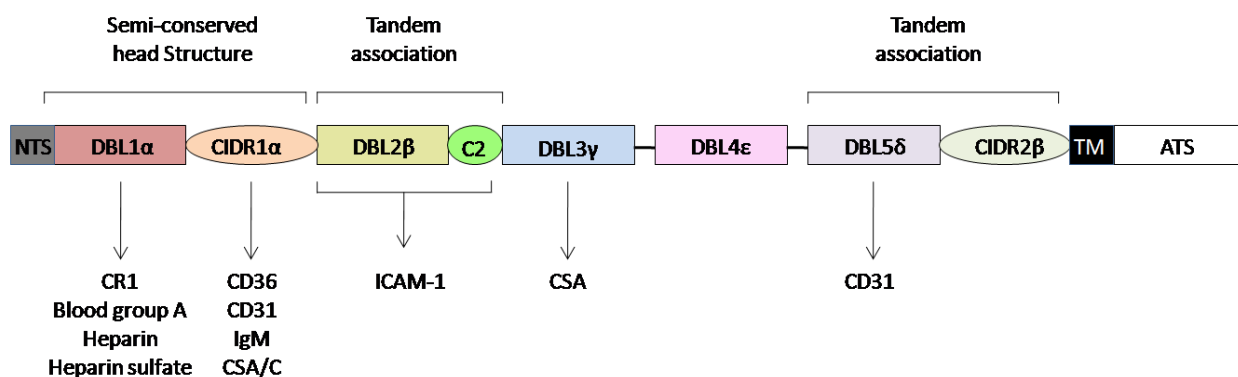 Semi-conserved
head Structure
Tandem
association
Tandem
association
NTS
DBL1α
CIDR1α
DBL2β
C2
DBL3γ
DBL4ε
DBL5δ
CIDR2β
TM
ATS
CR1
Blood group A
Heparin
Heparin sulfate
CD36
CD31
IgM
CSA/C
ICAM-1
CSA
CD31